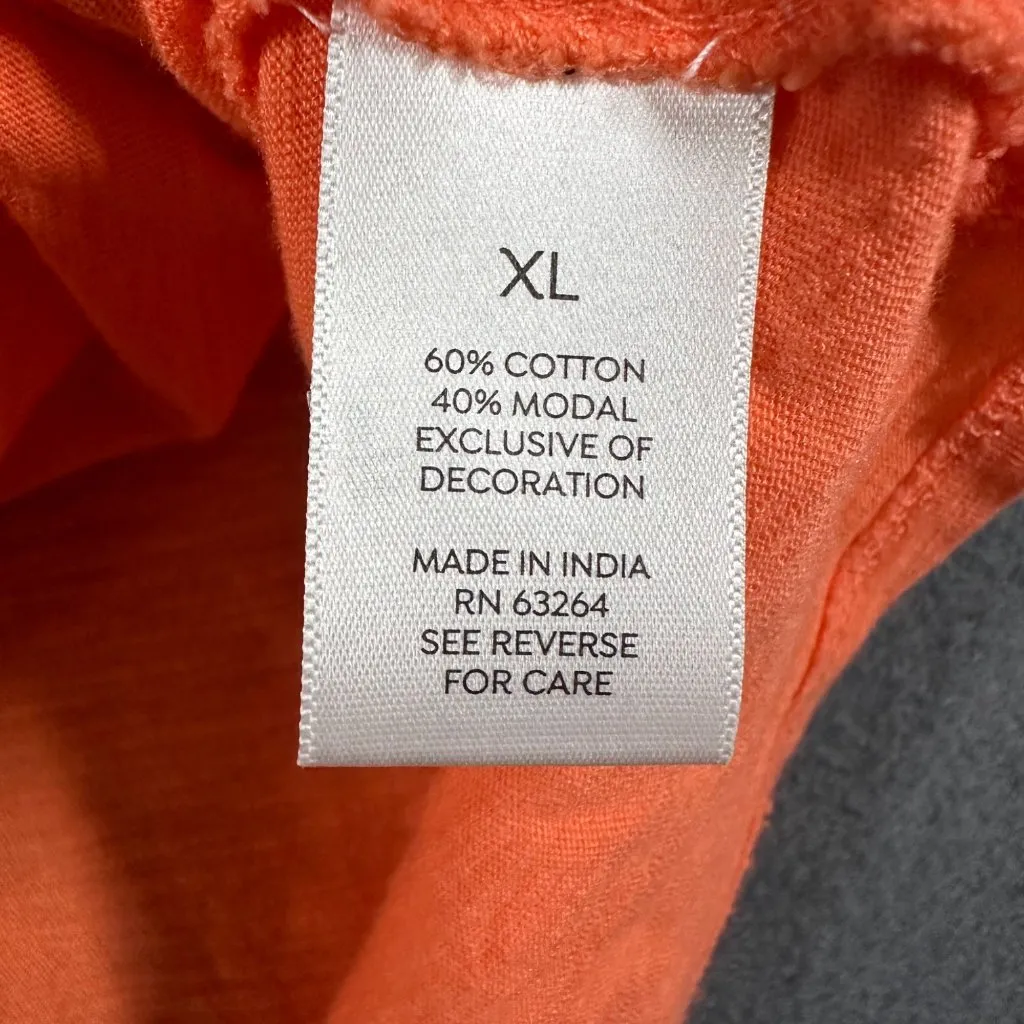 XL
60% COTTON
40% MODAL
EXCLUSIVE OF
DECORATION
MADE IN INDIA
RN 63264
SEE REVERSE
FOR CARE